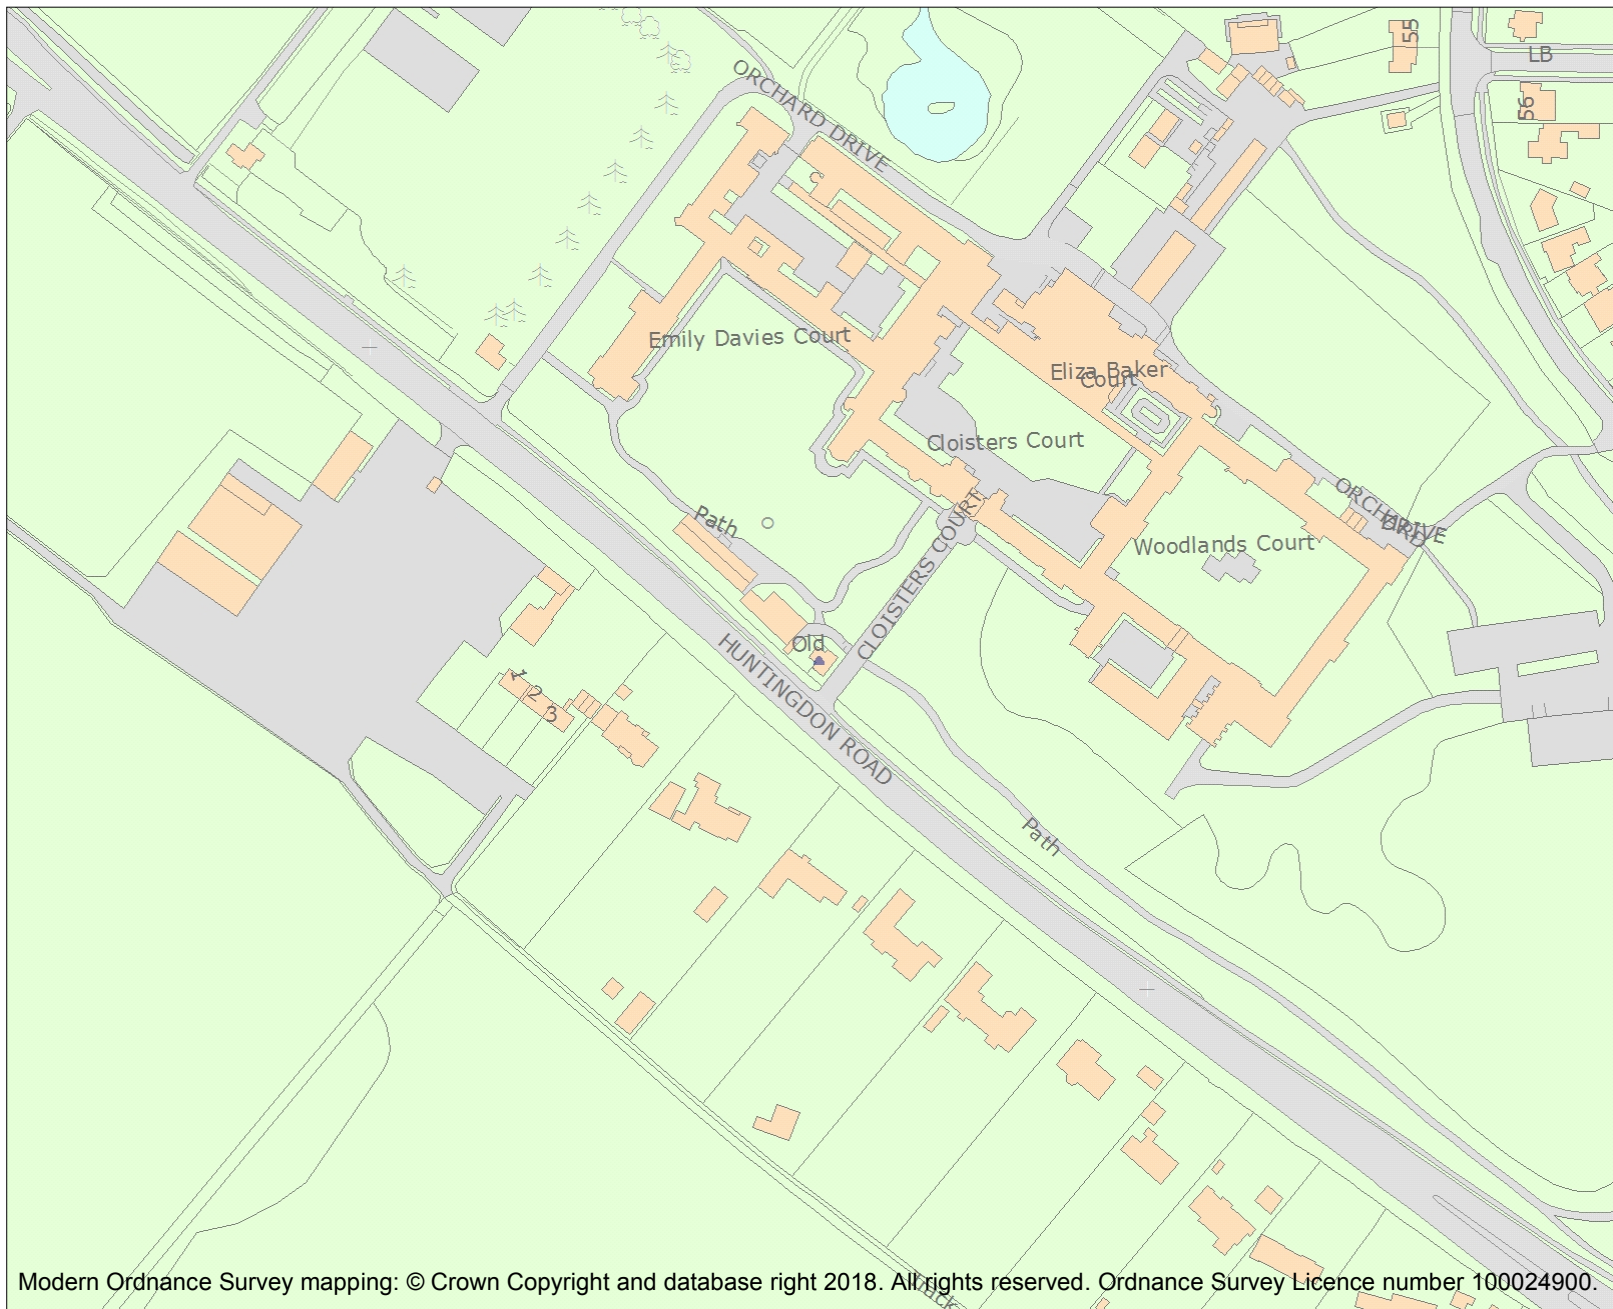 55
LB
56
ORCHARD DRIVE
Emily Davies Court
Eliza Baker
Court
Cloisters Court
ORCHARD
DRIVE
Path
Woodlands Court
CLOISTERS COURT
Old
HUNTINGDON ROAD
1
2
3
Path
Track
Modern Ordnance Survey mapping: © Crown Copyright and database right 2018. All rights reserved. Ordnance Survey Licence number 100024900.